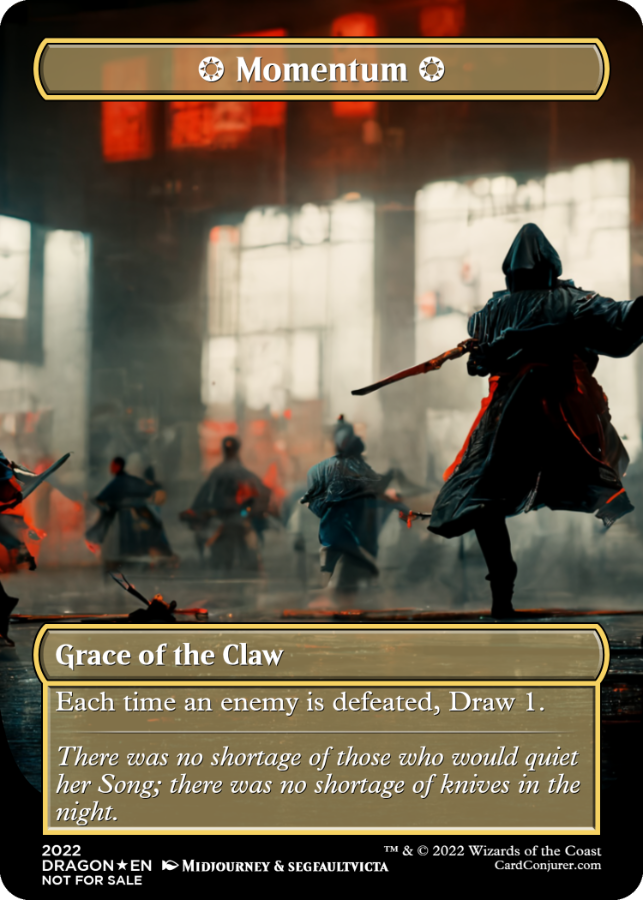 Momentum
Grace of the Claw
Each time an enemy is defeated, Draw 1.
There was no shortage of those who would quiet
her Song; there was no shortage of knives in the
night.
2022
DRAGON★EN Midjourney & segfaultvicta
NOT FOR SALE
™ & © 2022 Wizards of the Coast
CardConjurer.com